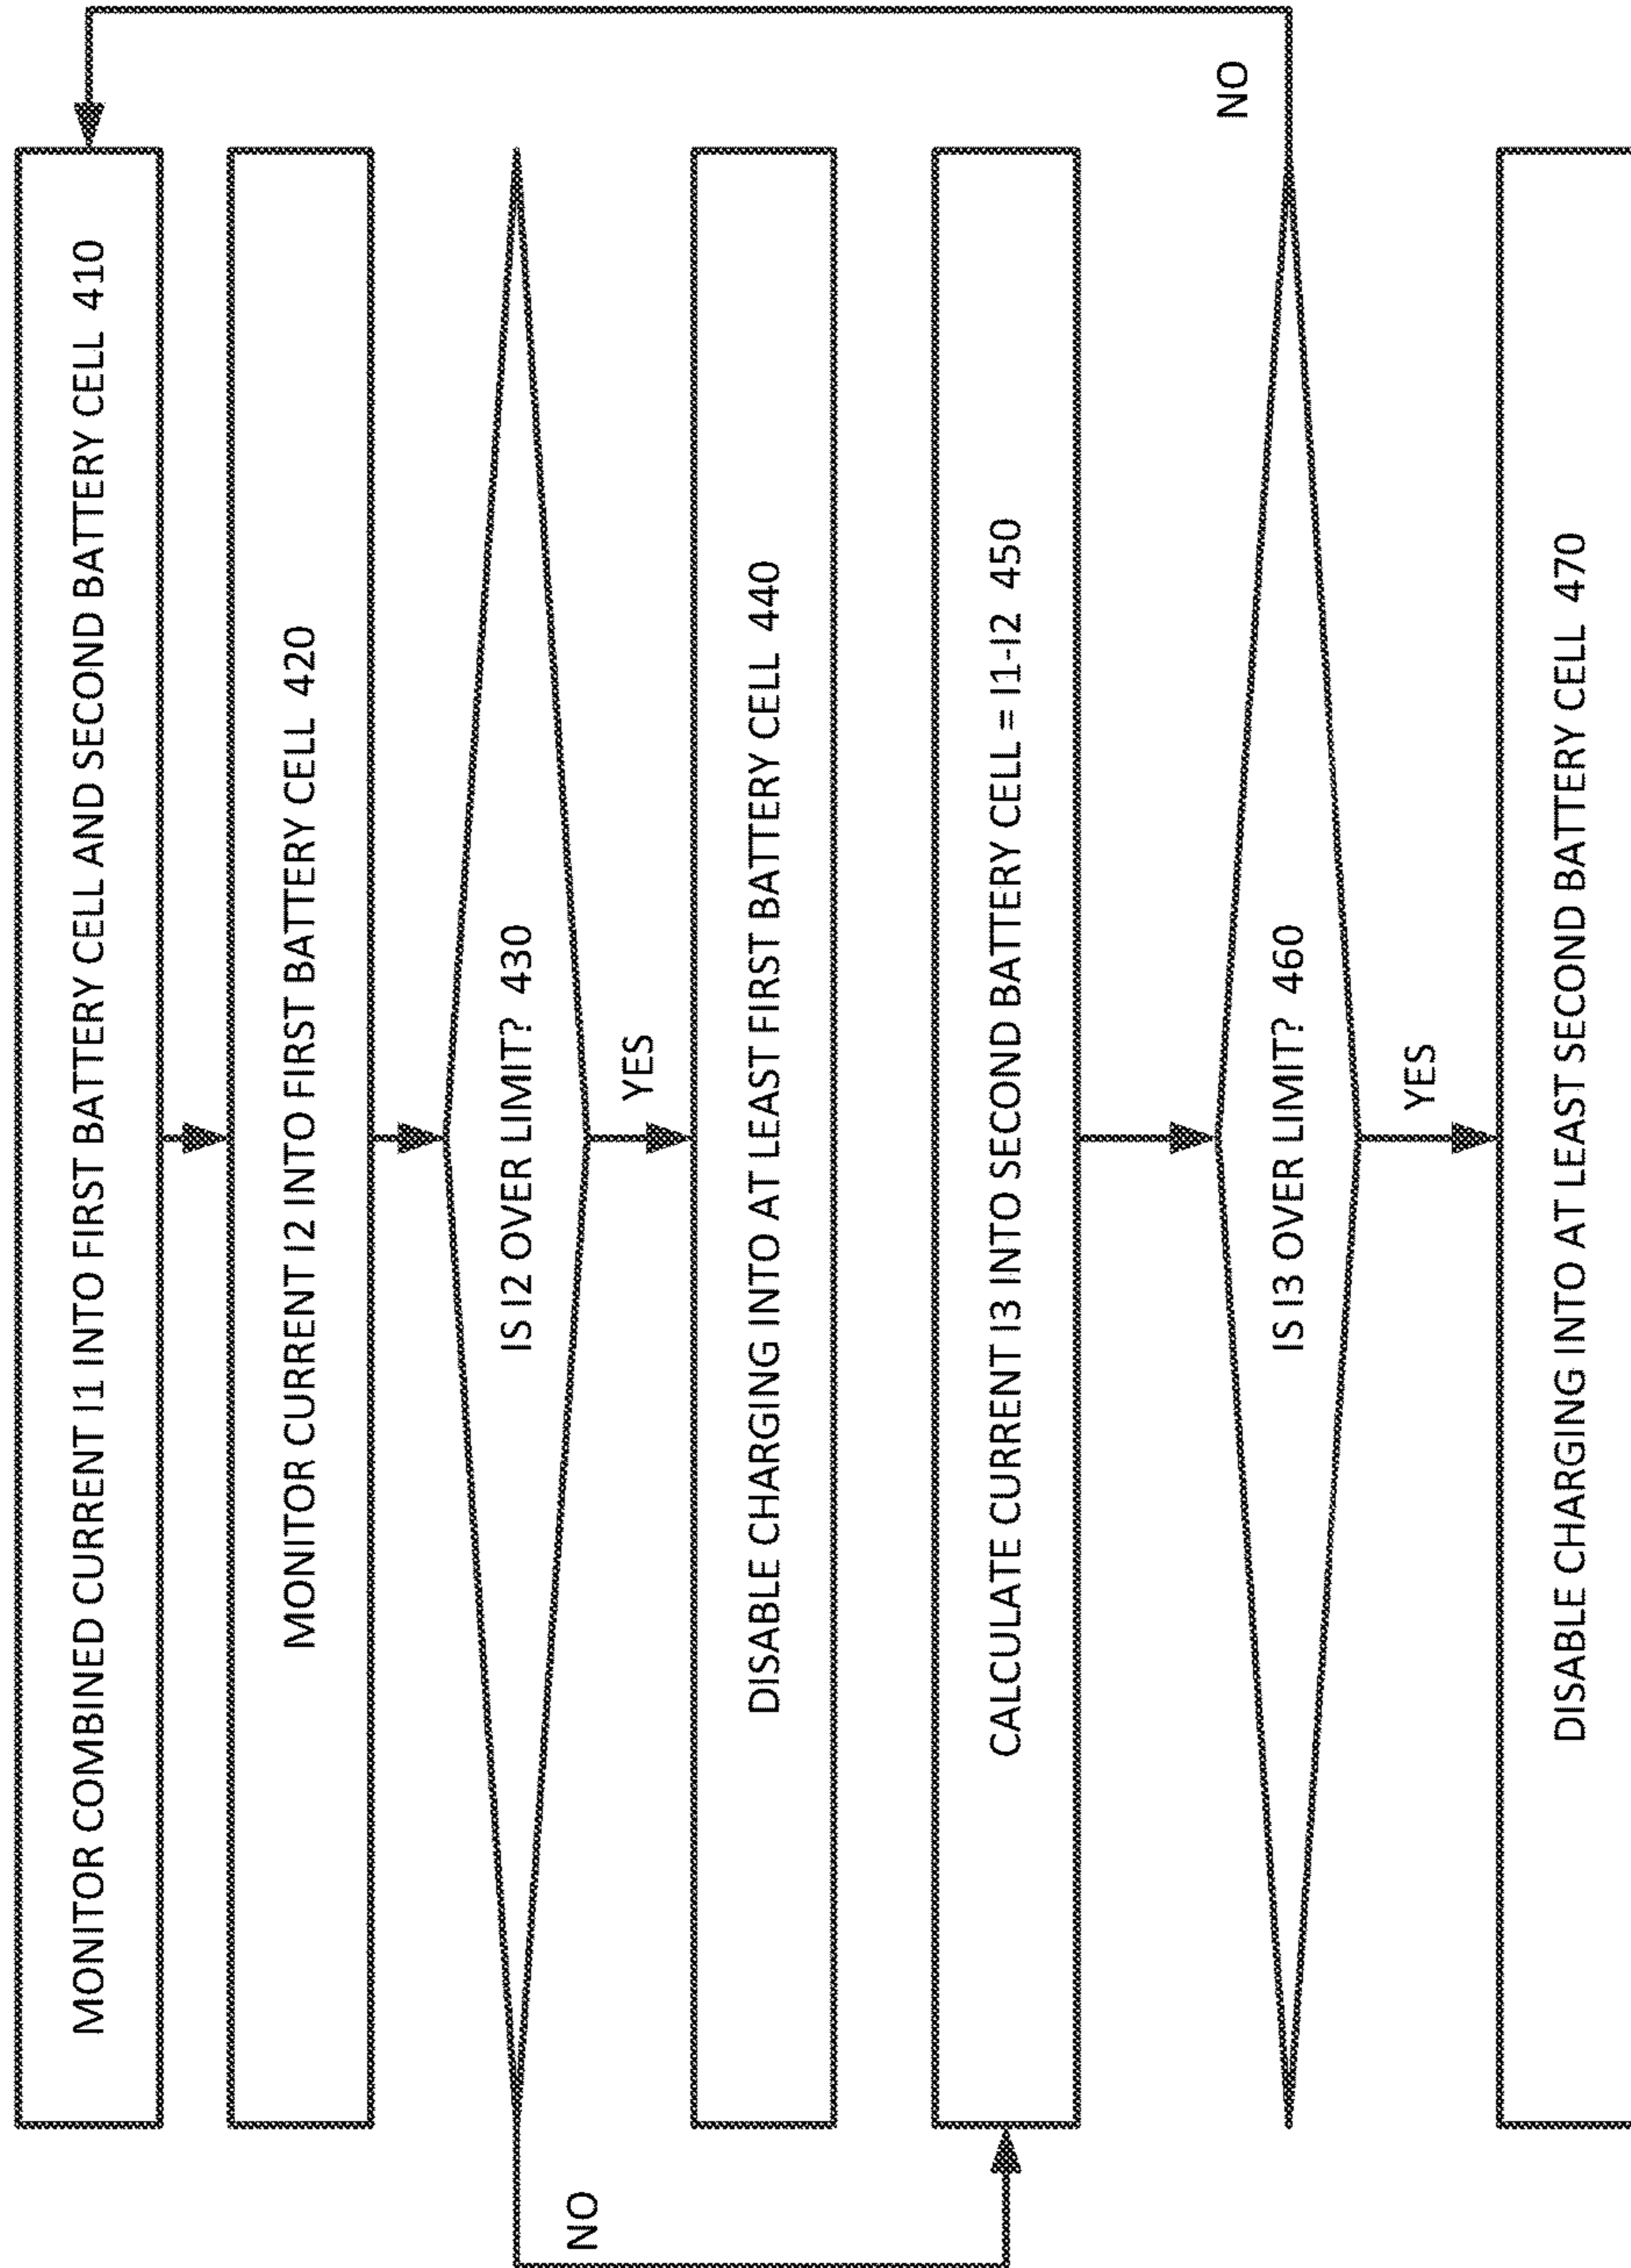 MONITOR COMBINED CURRENT I1 INTO FIRST BATTERY CELL AND SECOND BATTERY CELL 410
MONITOR CURRENT I2 INTO FIRST BATTERY CELL 420
IS I2 OVER LIMIT? 430
NO
YES
DISABLE CHARGING INTO AT LEAST FIRST BATTERY CELL 440
CALCULATE CURRENT I3 INTO SECOND BATTERY CELL = I1-I2 450
IS I3 OVER LIMIT? 460
NO
YES
DISABLE CHARGING INTO AT LEAST SECOND BATTERY CELL 470